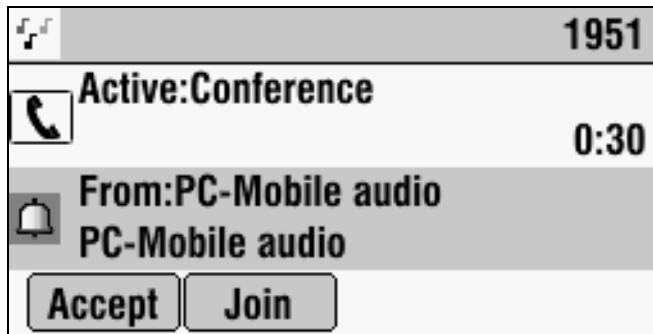 1951
Active:Conference
0:30
From:PC-Mobile audio
PC-Mobile audio
Accept Join